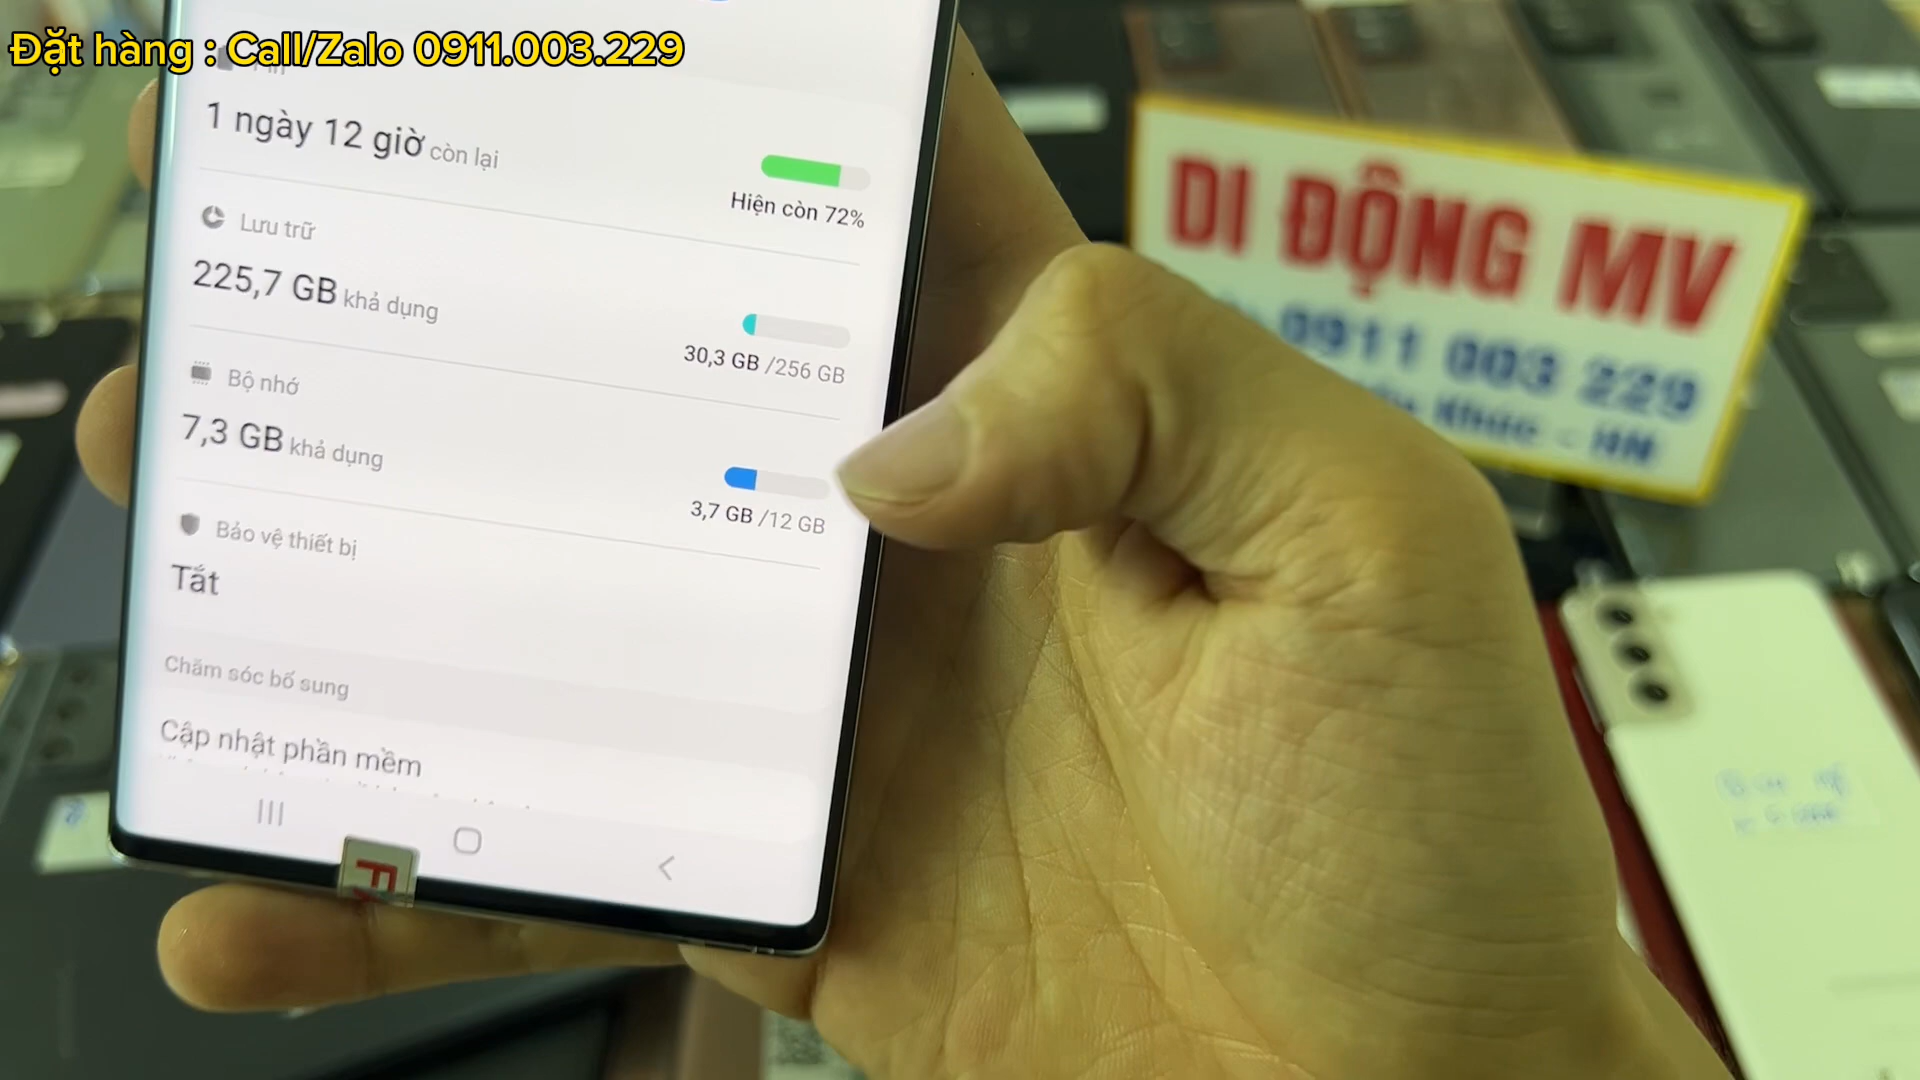 Đặt hàng : Call/Zalo 0911.003.229
1 ngày 12 giờ còn lại
Hiện còn 72%
Lưu trữ
225,7 GB khả dụng
30,3 GB /256 GB
Bộ nhớ
7,3 GB khả dụng
3,7 GB /12 GB
Bảo vệ thiết bị
Tắt
Chăm sóc bổ sung
Cập nhật phần mềm
DI ĐỘNG MV
0911 003 229
Khúc - HN